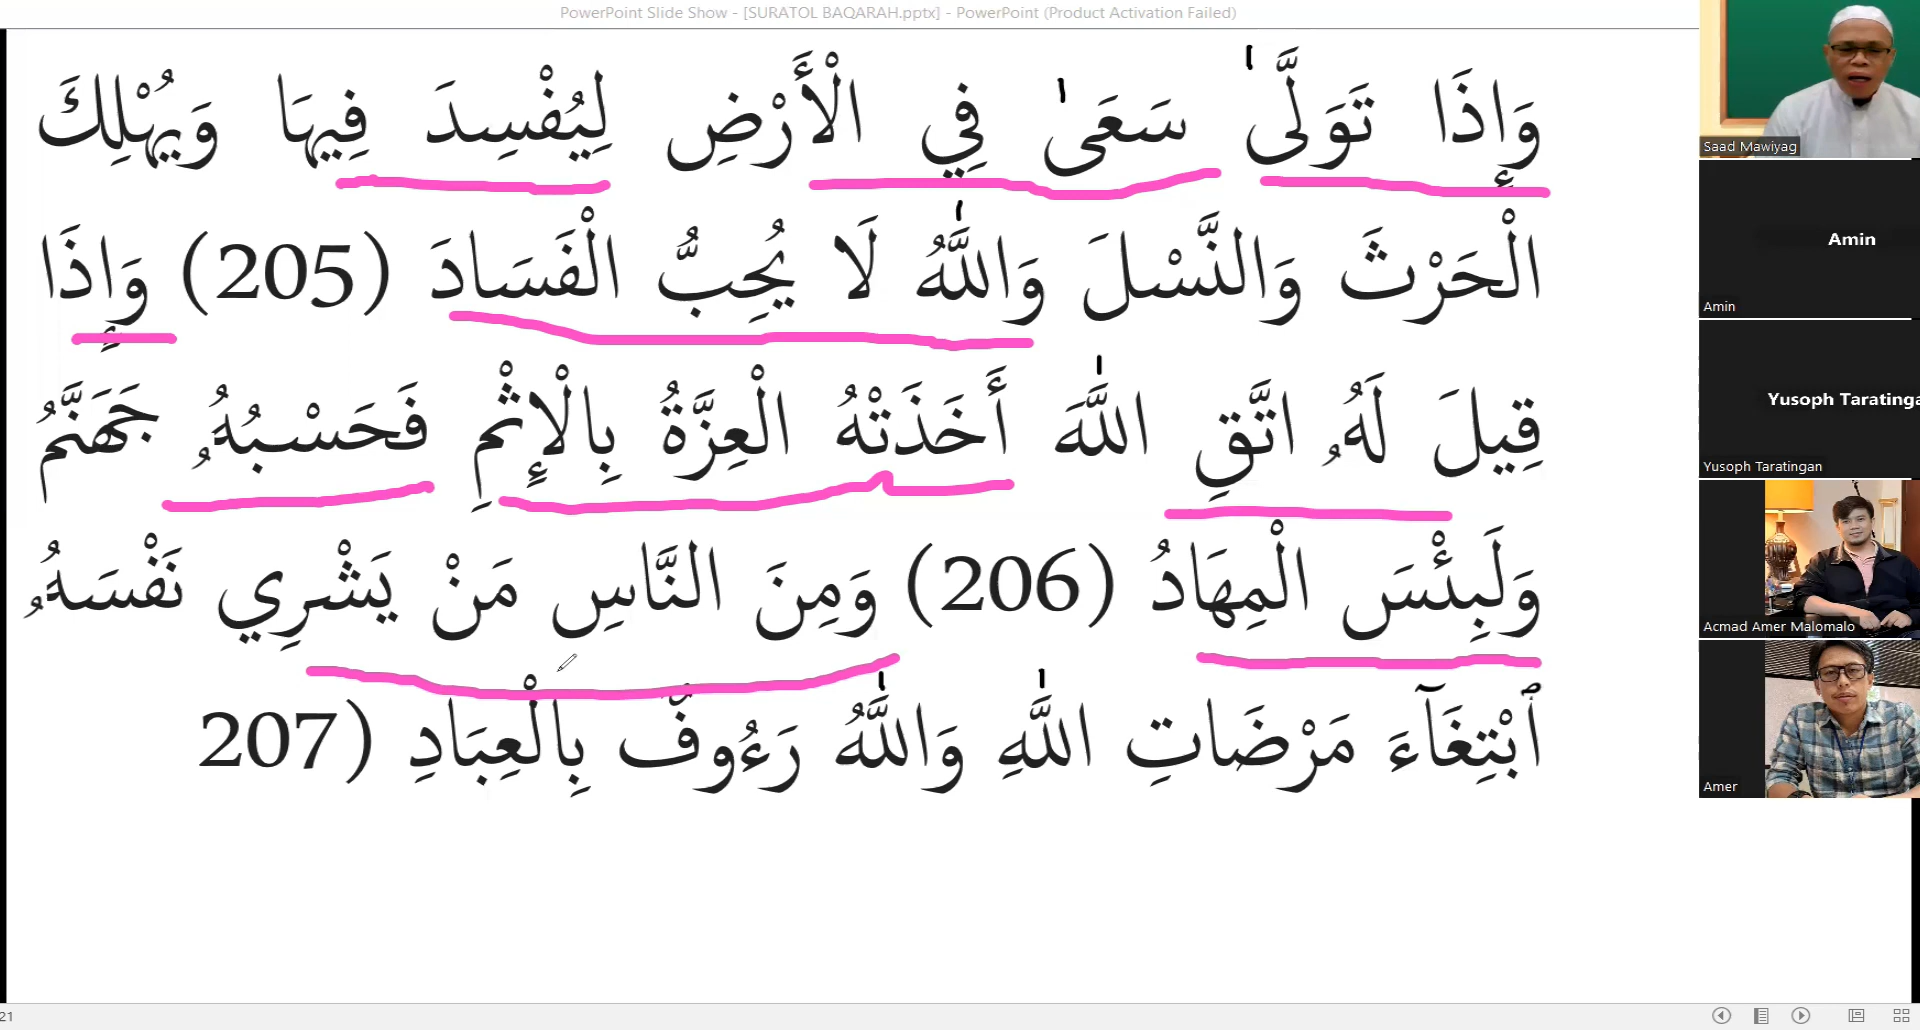 PowerPoint Slide Show - [SURATOL BAQARAH.pptx] - PowerPoint (Product Activation Failed)
وَإِذَا تَوَلَّىٰ سَعَىٰ فِي الْأَرْضِ لِيُفْسِدَ فِيهَا وَيُهْلِكَ
الْحَرْثَ وَالنَّسْلَ وَاللَّهُ لَا يُحِبُّ الْفَسَادَ (205) وَإِذَا
قِيلَ لَهُۥ اتَّقِ اللَّهَ أَخَذَتْهُ الْعِزَّةُ بِالْإِثْمِ فَحَسْبُهُۥ جَهَنَّمُ
وَلَبِئْسَ الْمِهَادُ (206) وَمِنَ النَّاسِ مَنْ يَشْرِي نَفْسَهُۥ
ٱبْتِغَآءَ مَرْضَاتِ اللَّهِ وَاللَّهُ رَءُوفٌ بِالْعِبَادِ (207
Saad Mawiyag
Amin
Amin
Yusoph Taratinga
Yusoph Taratingan
Acmad Amer Malomalo
Amer
21